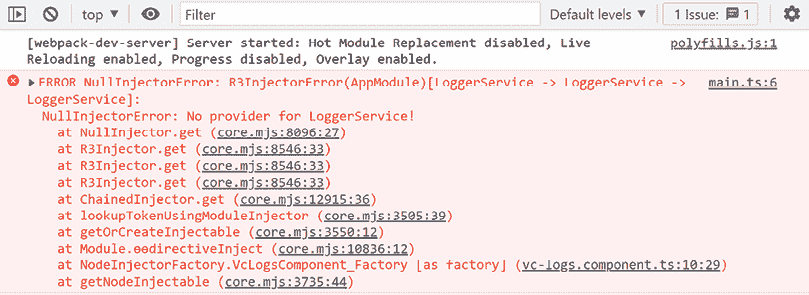 top Filter Default levels 1 Issue: 1
[webpack-dev-server] Server started: Hot Module Replacement disabled, Live polyfills.js:1
Reloading enabled, Progress disabled, Overlay enabled.
ERROR NullInjectorError: R3InjectorError(AppModule)[LoggerService -> LoggerService -> main.ts:6
LoggerService]:
NullInjectorError: No provider for LoggerService!
at NullInjector.get (core.mjs:8096:27)
at R3Injector.get (core.mjs:8546:33)
at R3Injector.get (core.mjs:8546:33)
at R3Injector.get (core.mjs:8546:33)
at ChainedInjector.get (core.mjs:12915:36)
at lookupTokenUsingModuleInjector (core.mjs:3505:39)
at getOrCreateInjectable (core.mjs:3550:12)
at Module.ɵɵdirectiveInject (core.mjs:10836:12)
at NodeInjectorFactory.VcLogsComponent_Factory [as factory] (vc-logs.component.ts:10:29)
at getNodeInjectable (core.mjs:3735:44)